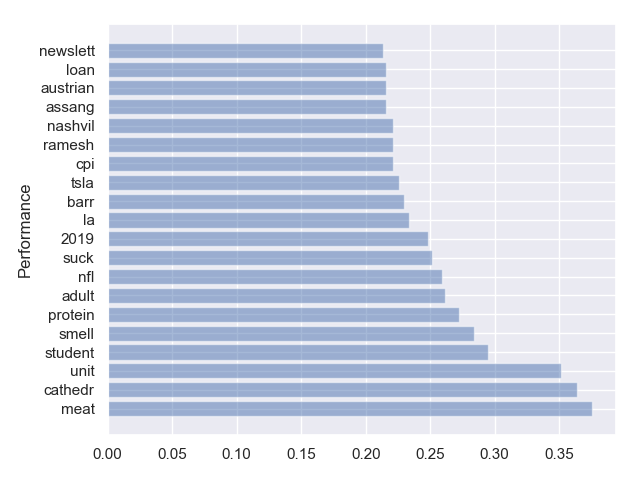 newslett
loan
austrian
assang
nashvil
ramesh
cpi
tsla
barr
la
2019
suck
nfl
adult
protein
smell
student
unit
cathedr
meat
Performance
0.00 0.05 0.10 0.15 0.20 0.25 0.30 0.35